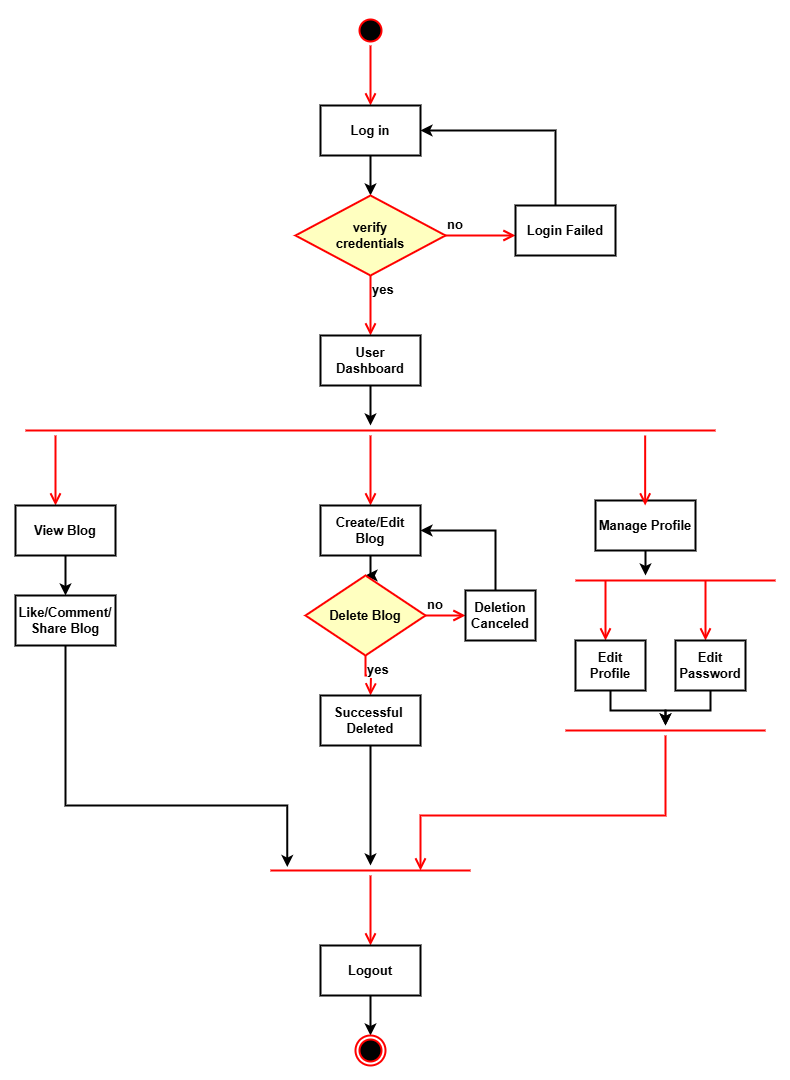 Log in
verify
credentials
no
Login Failed
yes
User
Dashboard
View Blog
Create/Edit
Blog
Manage Profile
Like/Comment/
Share Blog
Delete Blog
no
Deletion
Canceled
yes
Edit
Profile
Edit
Password
Successful
Deleted
Logout